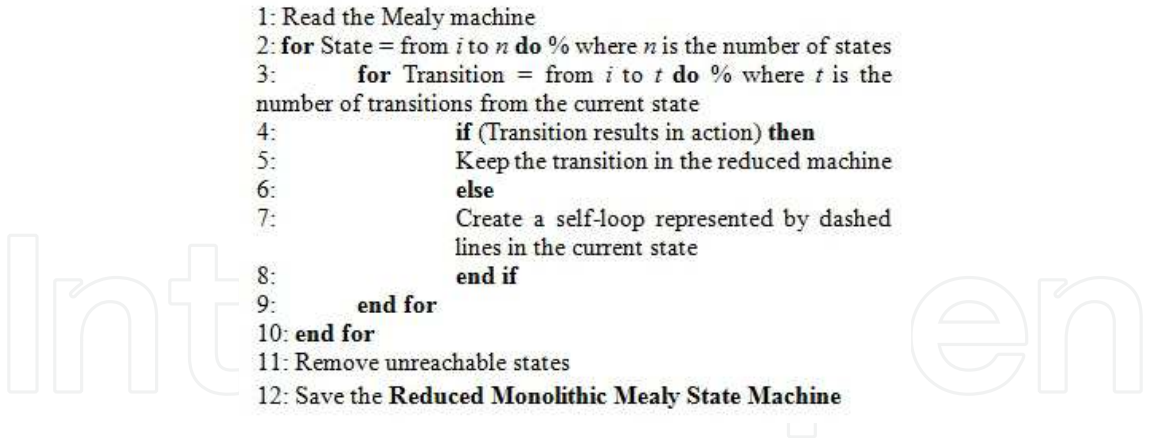 1: Read the Mealy machine
2: for State = from i to n do % where n is the number of states
3: for Transition = from i to t do % where t is the
number of transitions from the current state
4: if (Transition results in action) then
5: Keep the transition in the reduced machine
6: else
7: Create a self-loop represented by dashed
lines in the current state
8: end if
9: end for
10: end for
11: Remove unreachable states
12: Save the Reduced Monolithic Mealy State Machine
Int en